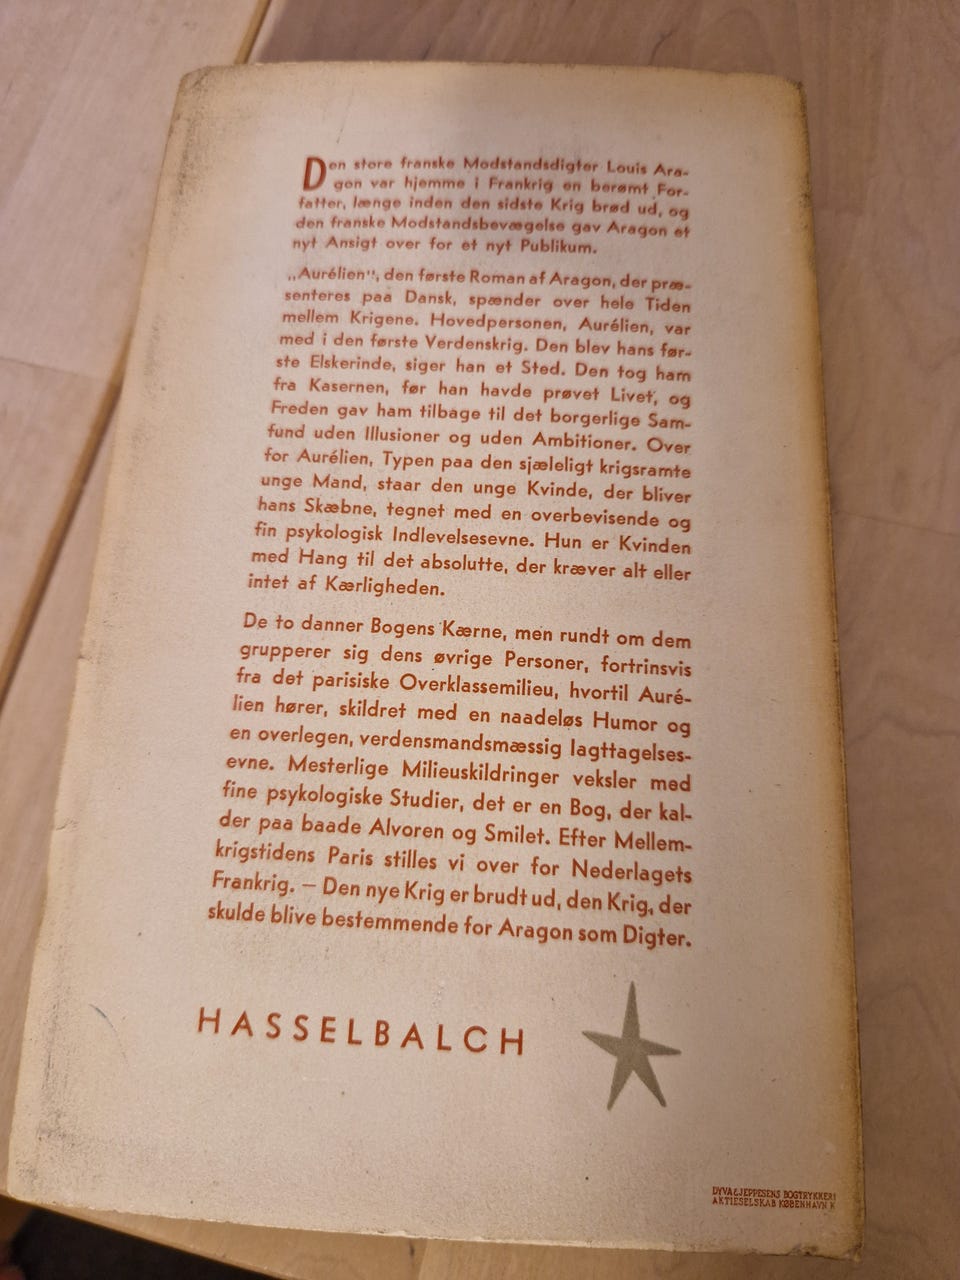 Den store franske Modstandsdigter Louis Ara-
gon var hjemme i Frankrig en berømt For-
fatter, længe inden den sidste Krig brød ud, og
den franske Modstandsbevægelse gav Aragon et
nyt Ansigt over for et nyt Publikum.
„Aurélien“, den første Roman af Aragon, der præ-
senteres paa Dansk, spænder over hele Tiden
mellem Krigene. Hovedpersonen, Aurélien, var
med i den første Verdenskrig. Den blev hans før-
ste Elskerinde, siger han et Sted. Den tog ham
fra Kasernen, før han havde prøvet Livet, og
Freden gav ham tilbage til det borgerlige Sam-
fund uden Illusioner og uden Ambitioner. Over
for Aurélien, Typen paa den sjæleligt krigsramte
unge Mand, staar den unge Kvinde, der bliver
hans Skæbne, tegnet med en overbevisende og
fin psykologisk Indlevelsesevne. Hun er Kvinden
med Hang til det absolutte, der kræver alt eller
intet af Kærligheden.
De to danner Bogens Kærne, men rundt om dem
grupperer sig dens øvrige Personer, fortrinsvis
fra det parisiske Overklassemilieu, hvortil Auré-
lien hører, skildret med en naadeløs Humor og
en overlegen, verdensmandsmæssig Iagttagelses-
evne. Mesterlige Milieuskildringer veksler med
fine psykologiske Studier, det er en Bog, der kal-
der paa baade Alvoren og Smilet. Efter Mellem-
krigstidens Paris stilles vi over for Nederlagets
Frankrig. — Den nye Krig er brudt ud, den Krig, der
skulde blive bestemmende for Aragon som Digter.
HASSELBALCH
DYVA & JEPPESENS BOGTRYKKERI
AKTIESELSKAB KØBENHAVN K